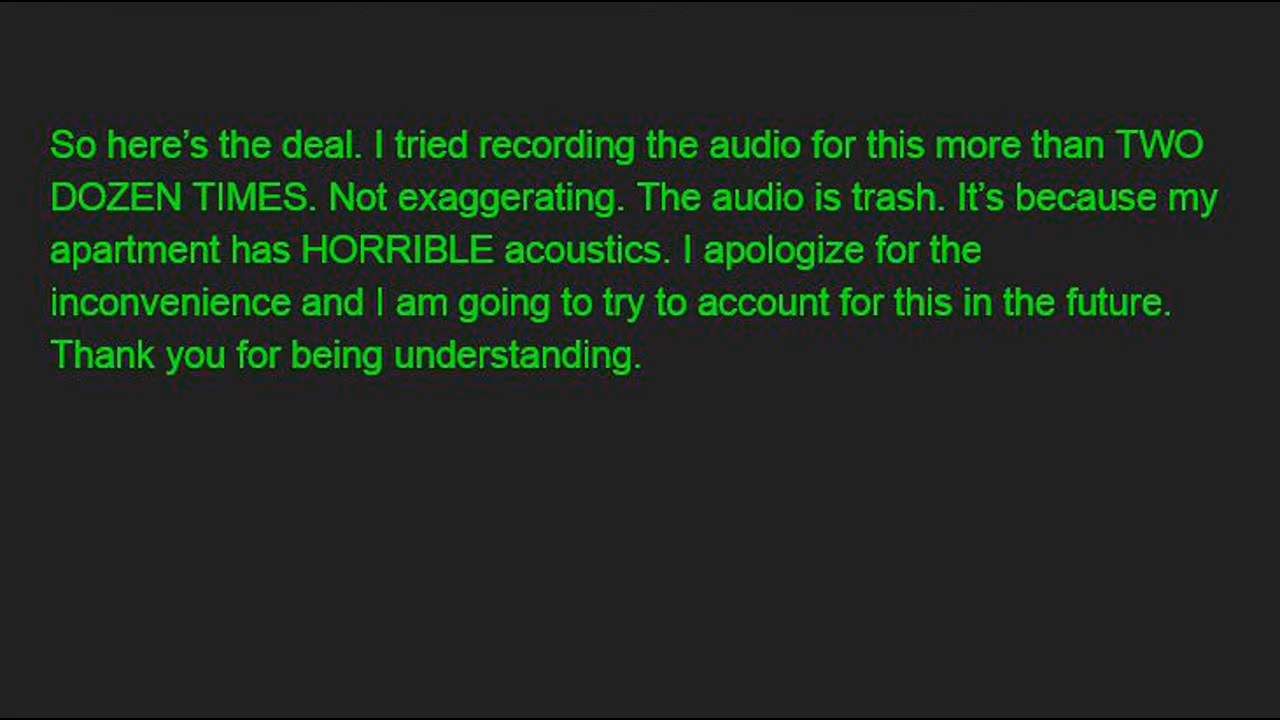 So here’s the deal. I tried recording the audio for this more than TWO
DOZEN TIMES. Not exaggerating. The audio is trash. It’s because my
apartment has HORRIBLE acoustics. I apologize for the
inconvenience and I am going to try to account for this in the future.
Thank you for being understanding.